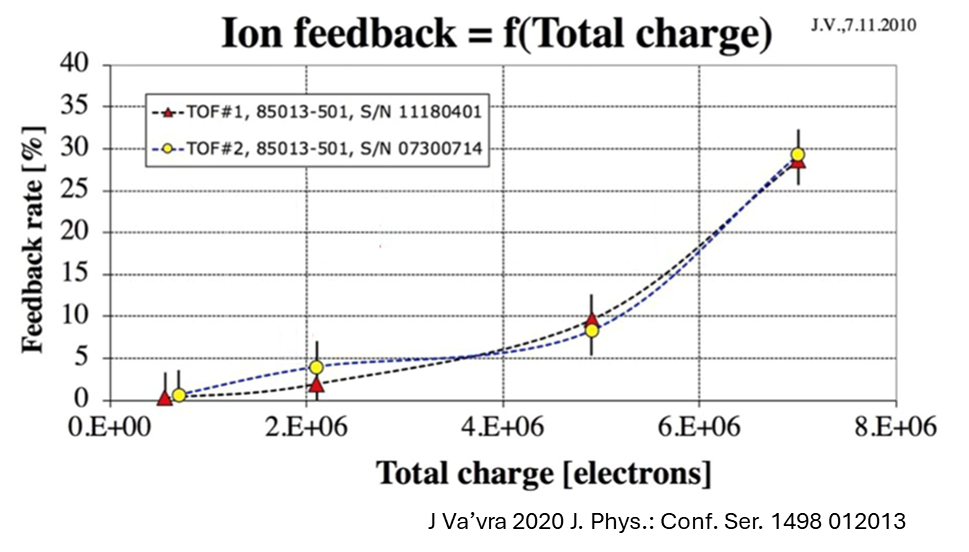 Ion feedback = f(Total charge)
J.V.,7.11.2010
40
35
30
25
20
15
10
5
0
Feedback rate [%]
TOF#1, 85013-501, S/N 11180401
TOF#2, 85013-501, S/N 07300714
0.E+00 2.E+06 4.E+06 6.E+06 8.E+06
Total charge [electrons]
J Va’vra 2020 J. Phys.: Conf. Ser. 1498 012013